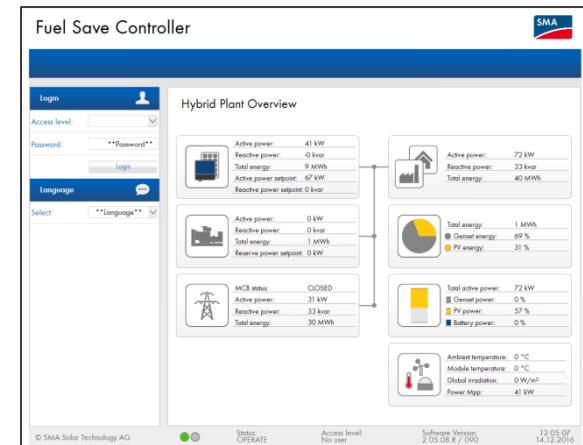 Fuel Save Controller
SMA
Login
Access level:
Password: **Password**
Login
Language
Select: **Language**
Hybrid Plant Overview
Active power: 41 kW
Reactive power: -0 kvar
Total energy: 9 MWh
Active power setpoint: 67 kW
Reactive power setpoint: 0 kvar
Active power: 72 kW
Reactive power: 33 kvar
Total energy: 40 MWh
Active power: 0 kW
Reactive power: 0 kvar
Total energy: 1 MWh
Reserve power setpoint: 0 kW
Total energy: 1 MWh
Genset energy: 69 %
PV energy: 31 %
MCB status: CLOSED
Active power: 31 kW
Reactive power: 33 kvar
Total energy: 30 MWh
Total active power: 72 kW
Genset power: 0 %
PV power: 57 %
Battery power: 0 %
Ambient temperature: 0 °C
Module temperature: 0 °C
Global irradiation: 0 W/m²
Power Mpp: 41 kW
© SMA Solar Technology AG
Status: OPERATE
Access level: No user
Software Version: 2.05.08.R / 090
12:05:07
14.12.2016